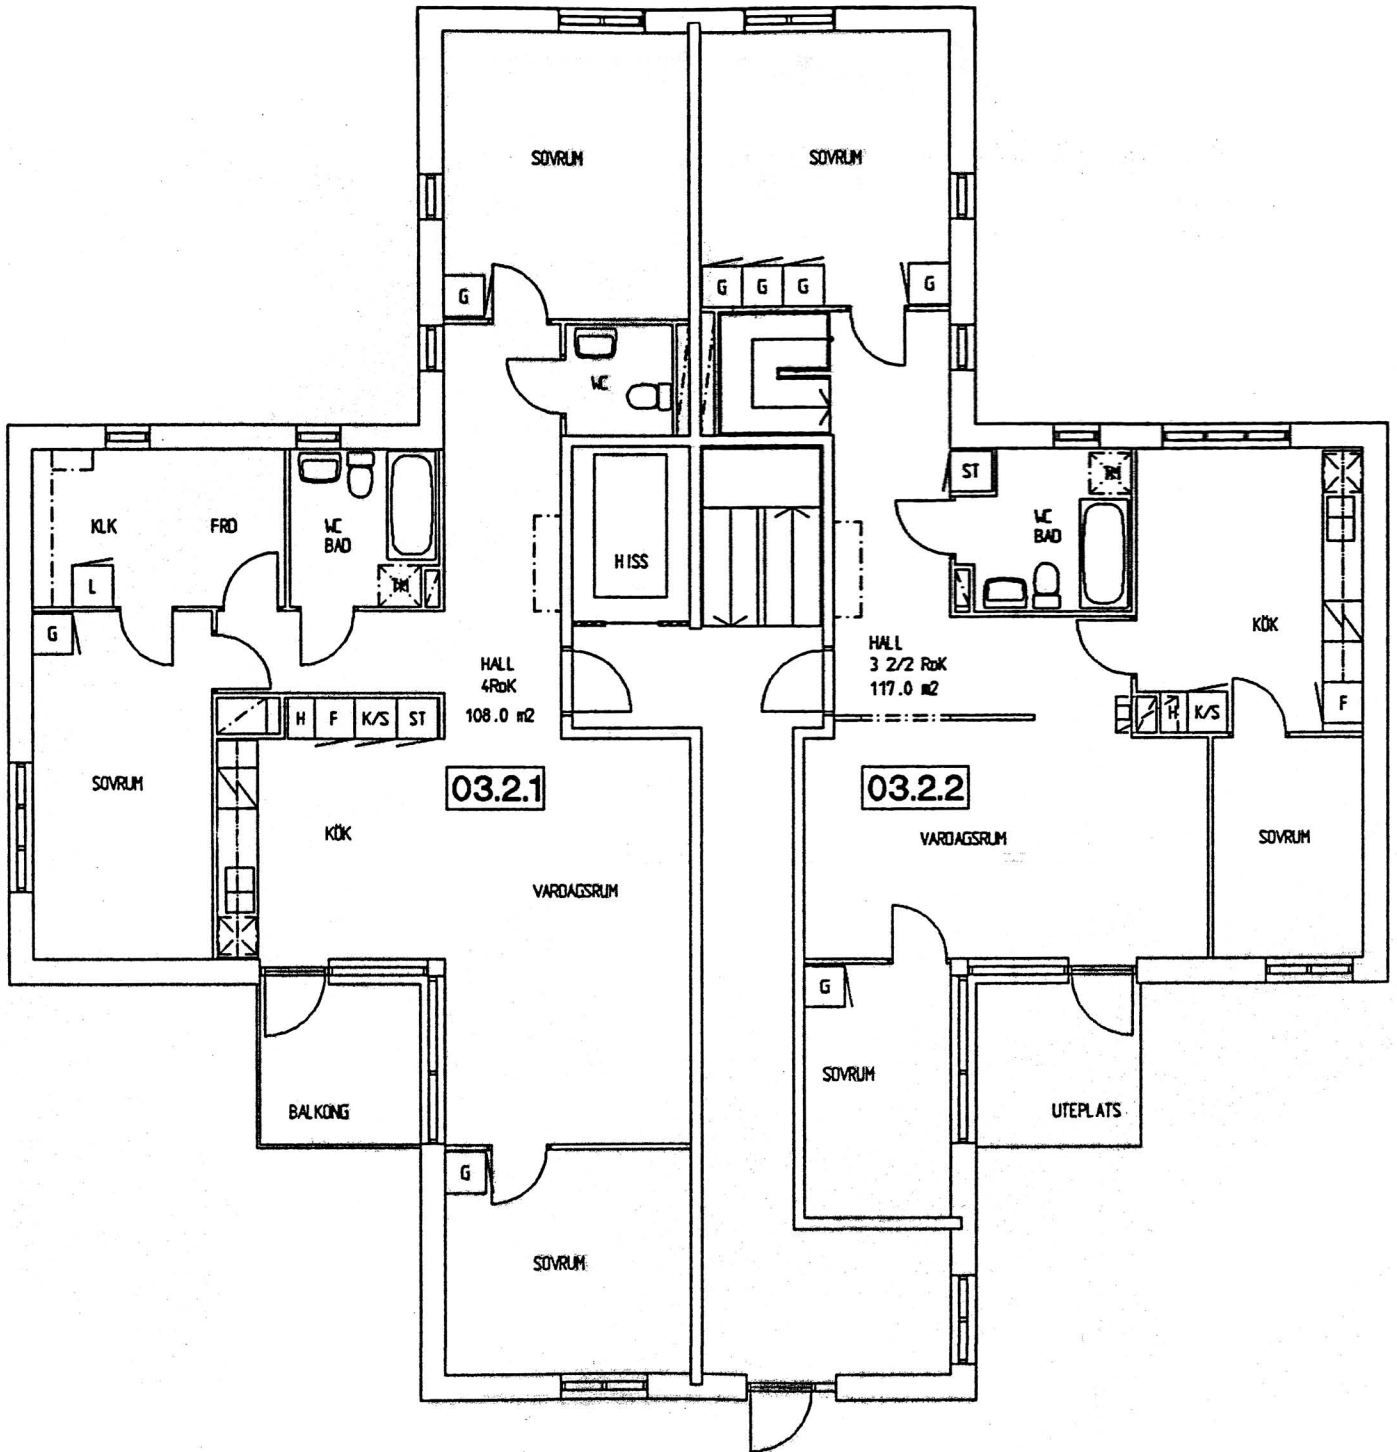 SOVRUM
SOVRUM
G
G G G
G
WC
KLK
FRD
WC
BAD
L
TM
HISS
ST
TM
WC
BAD
KÖK
G
HALL
4RoK
108.0 m2
HALL
3 2/2 RoK
117.0 m2
H F K/S ST
H K/S
F
SOVRUM
03.2.1
03.2.2
KÖK
VARDAGSRUM
VARDAGSRUM
SOVRUM
G
SOVRUM
BALKONG
UTEPLATS
G
SOVRUM